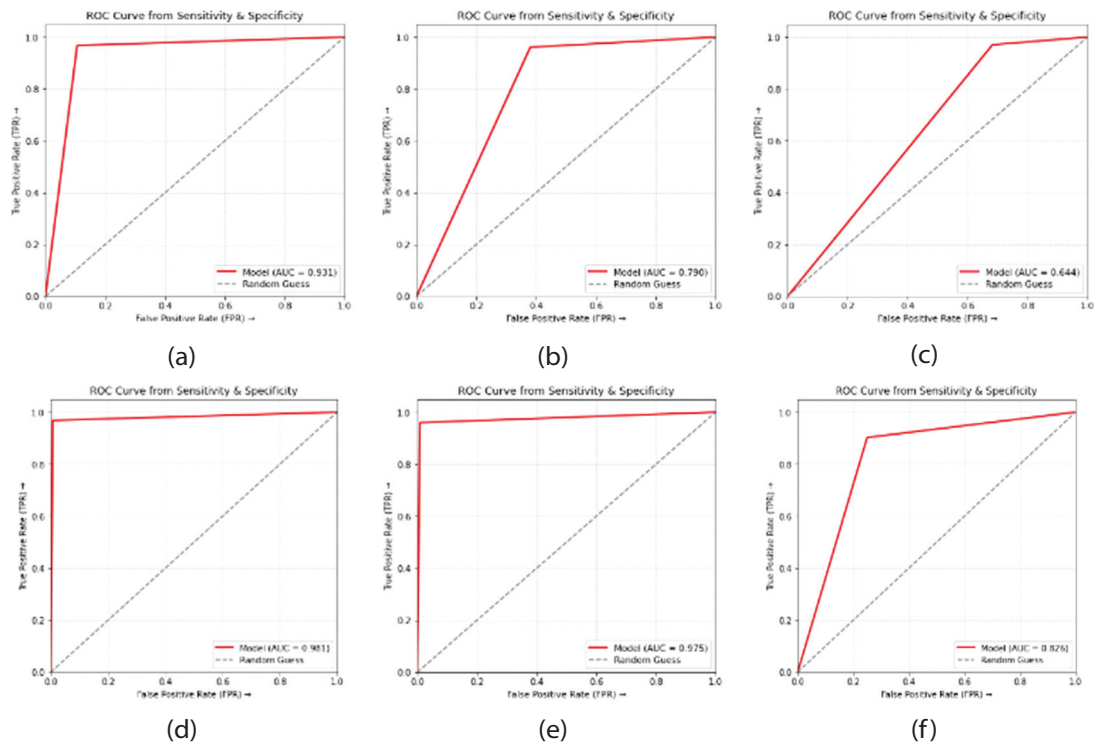 ROC Curve from Sensitivity & Specificity
True Positive Rate (TPR) →
1.0
0.8
0.6
0.4
0.2
0.0
Model (AUC = 0.931)
Random Guess
0.0 0.2 0.4 0.6 0.8 1.0
False Positive Rate (FPR) →
(a)
ROC Curve from Sensitivity & Specificity
True Positive Rate (TPR) →
1.0
0.8
0.6
0.4
0.2
0.0
Model (AUC = 0.790)
Random Guess
0.0 0.2 0.4 0.6 0.8 1.0
False Positive Rate (FPR) →
(b)
ROC Curve from Sensitivity & Specificity
True Positive Rate (TPR) →
1.0
0.8
0.6
0.4
0.2
0.0
Model (AUC = 0.644)
Random Guess
0.0 0.2 0.4 0.6 0.8 1.0
False Positive Rate (FPR) →
(c)
ROC Curve from Sensitivity & Specificity
True Positive Rate (TPR) →
1.0
0.8
0.6
0.4
0.2
0.0
Model (AUC = 0.981)
Random Guess
0.0 0.2 0.4 0.6 0.8 1.0
False Positive Rate (FPR) →
(d)
ROC Curve from Sensitivity & Specificity
True Positive Rate (TPR) →
1.0
0.8
0.6
0.4
0.2
0.0
Model (AUC = 0.975)
Random Guess
0.0 0.2 0.4 0.6 0.8 1.0
False Positive Rate (FPR) →
(e)
ROC Curve from Sensitivity & Specificity
True Positive Rate (TPR) →
1.0
0.8
0.6
0.4
0.2
0.0
Model (AUC = 0.826)
Random Guess
0.0 0.2 0.4 0.6 0.8 1.0
False Positive Rate (FPR) →
(f)